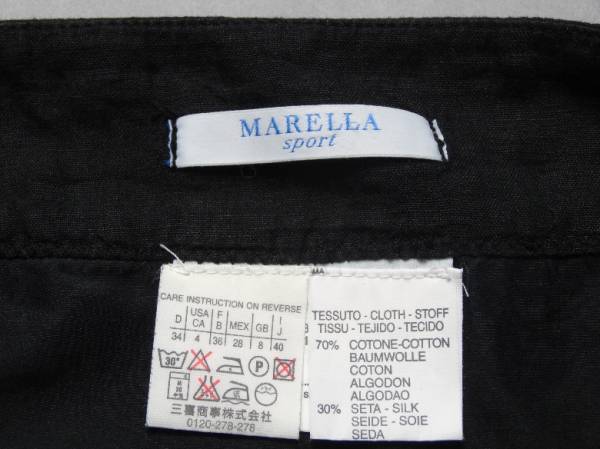 MARELLA
sport
CARE INSTRUCTION ON REVERSE
D USA CA F B MEX GB I J
34 4 36 28 8 40
30° P
三喜商事株式会社
0120-278-278
TESSUTO - CLOTH - STOFF
TISSU - TEJIDO - TECIDO
70% COTONE-COTTON
BAUMWOLLE
COTON
ALGODON
ALGODAO
30% SETA - SILK
SEIDE - SOIE
SEDA